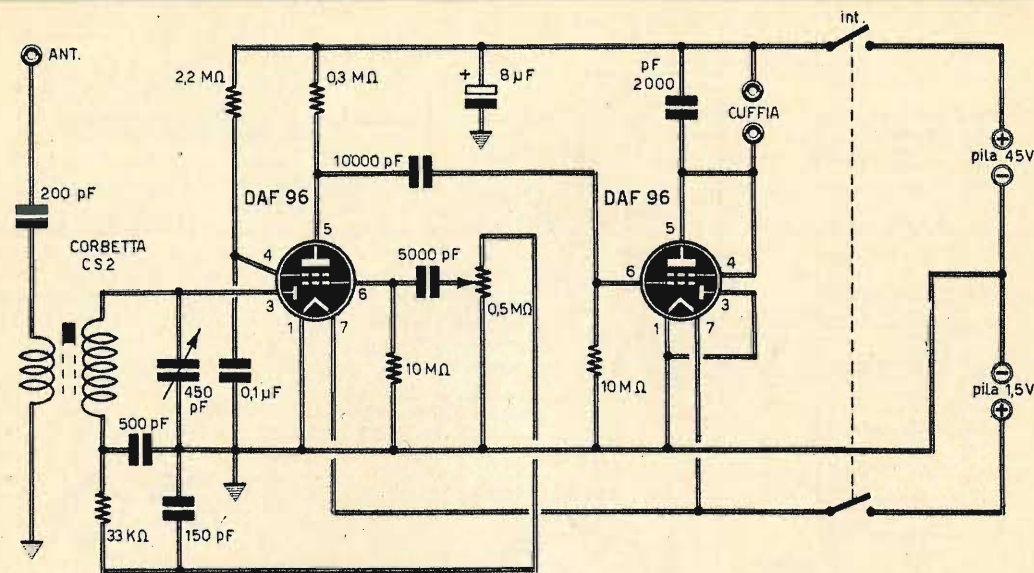 int.
ANT.
2,2 MΩ
0,3 MΩ
+
8 µF
pF
2000
CUFFIA
+
pila 45V
−
10000 pF
200 pF
DAF 96
DAF 96
CORBETTA
CS2
5
5
4
5000 pF
4
6
6
3
3
0,5 MΩ
1
7
1
7
450
pF
0,1 µF
10 MΩ
10 MΩ
−
pila 1,5V
+
500 pF
33 KΩ
150 pF